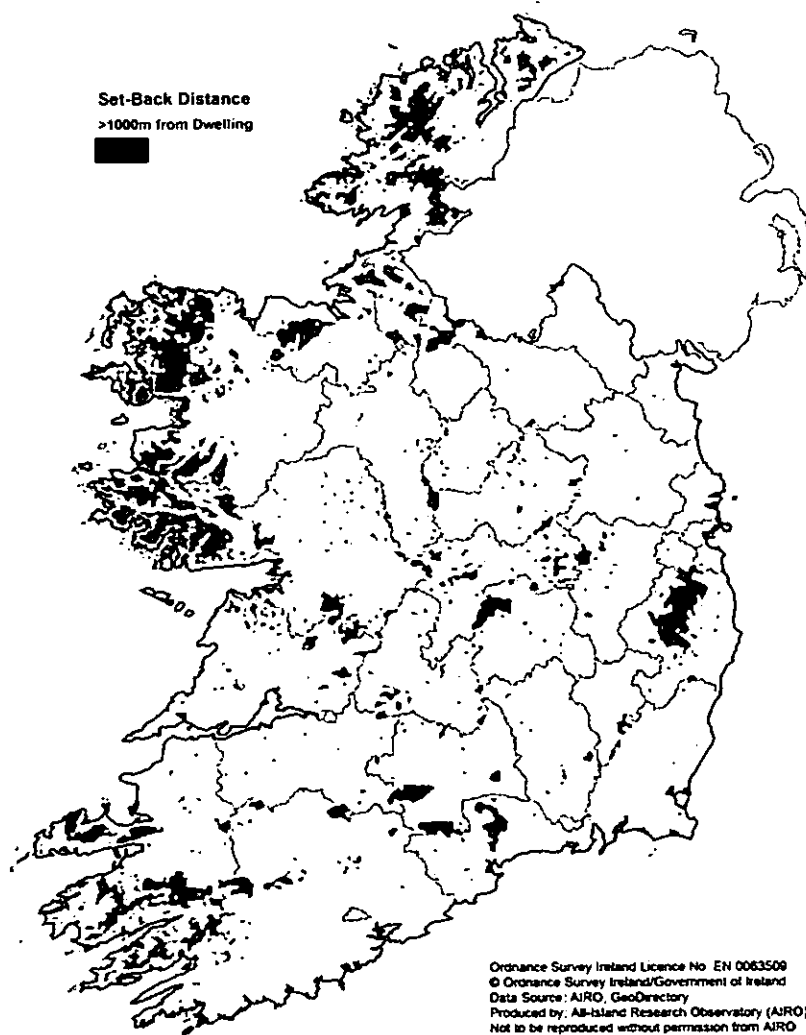 Set-Back Distance
>1000m from Dwelling
Ordnance Survey Ireland Licence No. EN 0063509
© Ordnance Survey Ireland/Government of Ireland
Data Source: AIRO, GeoDirectory
Produced by: All-Island Research Observatory (AIRO)
Not to be reproduced without permission from AIRO